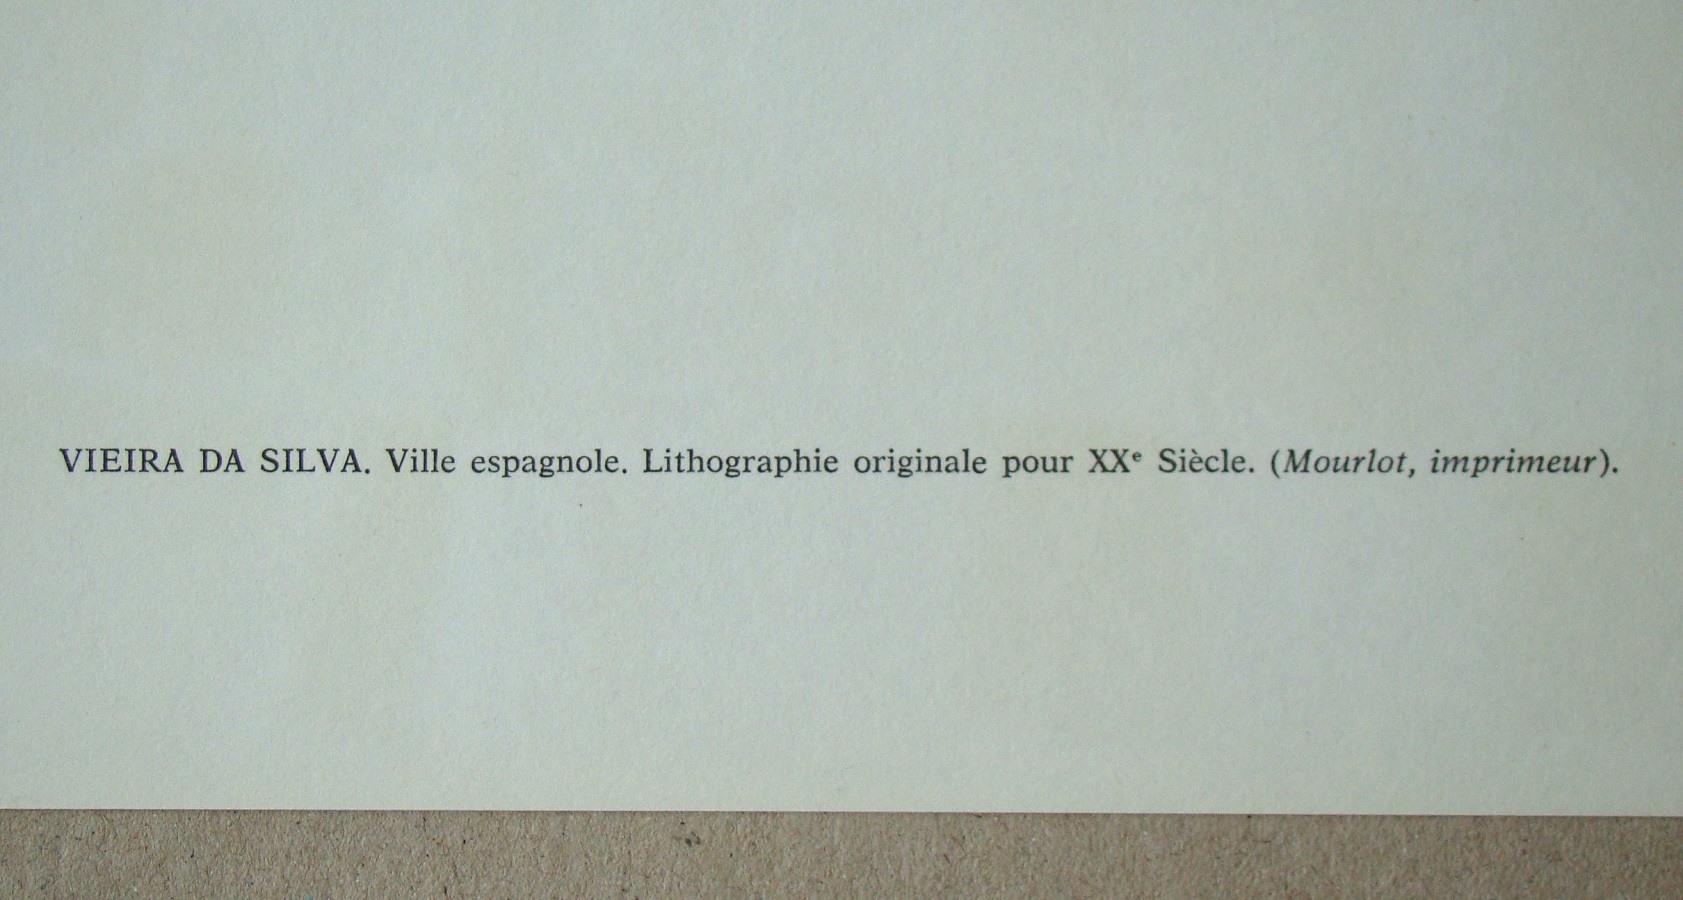 VIEIRA DA SILVA. Ville espagnole. Lithographie originale pour XXᵉ Siècle. (Mourlot, imprimeur).